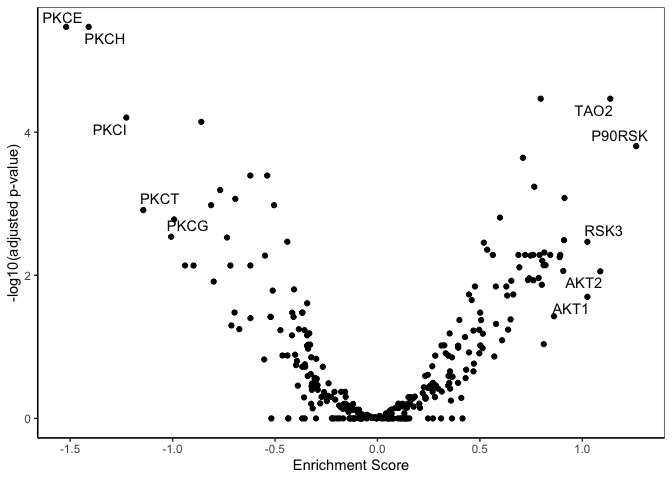 PKCE
PKCH
TAO2
PKCI
P90RSK
PKCT
PKCG
RSK3
AKT2
AKT1
4
2
0
-log10(adjusted p-value)
-1.5
-1.0
-0.5
0.0
0.5
1.0
Enrichment Score